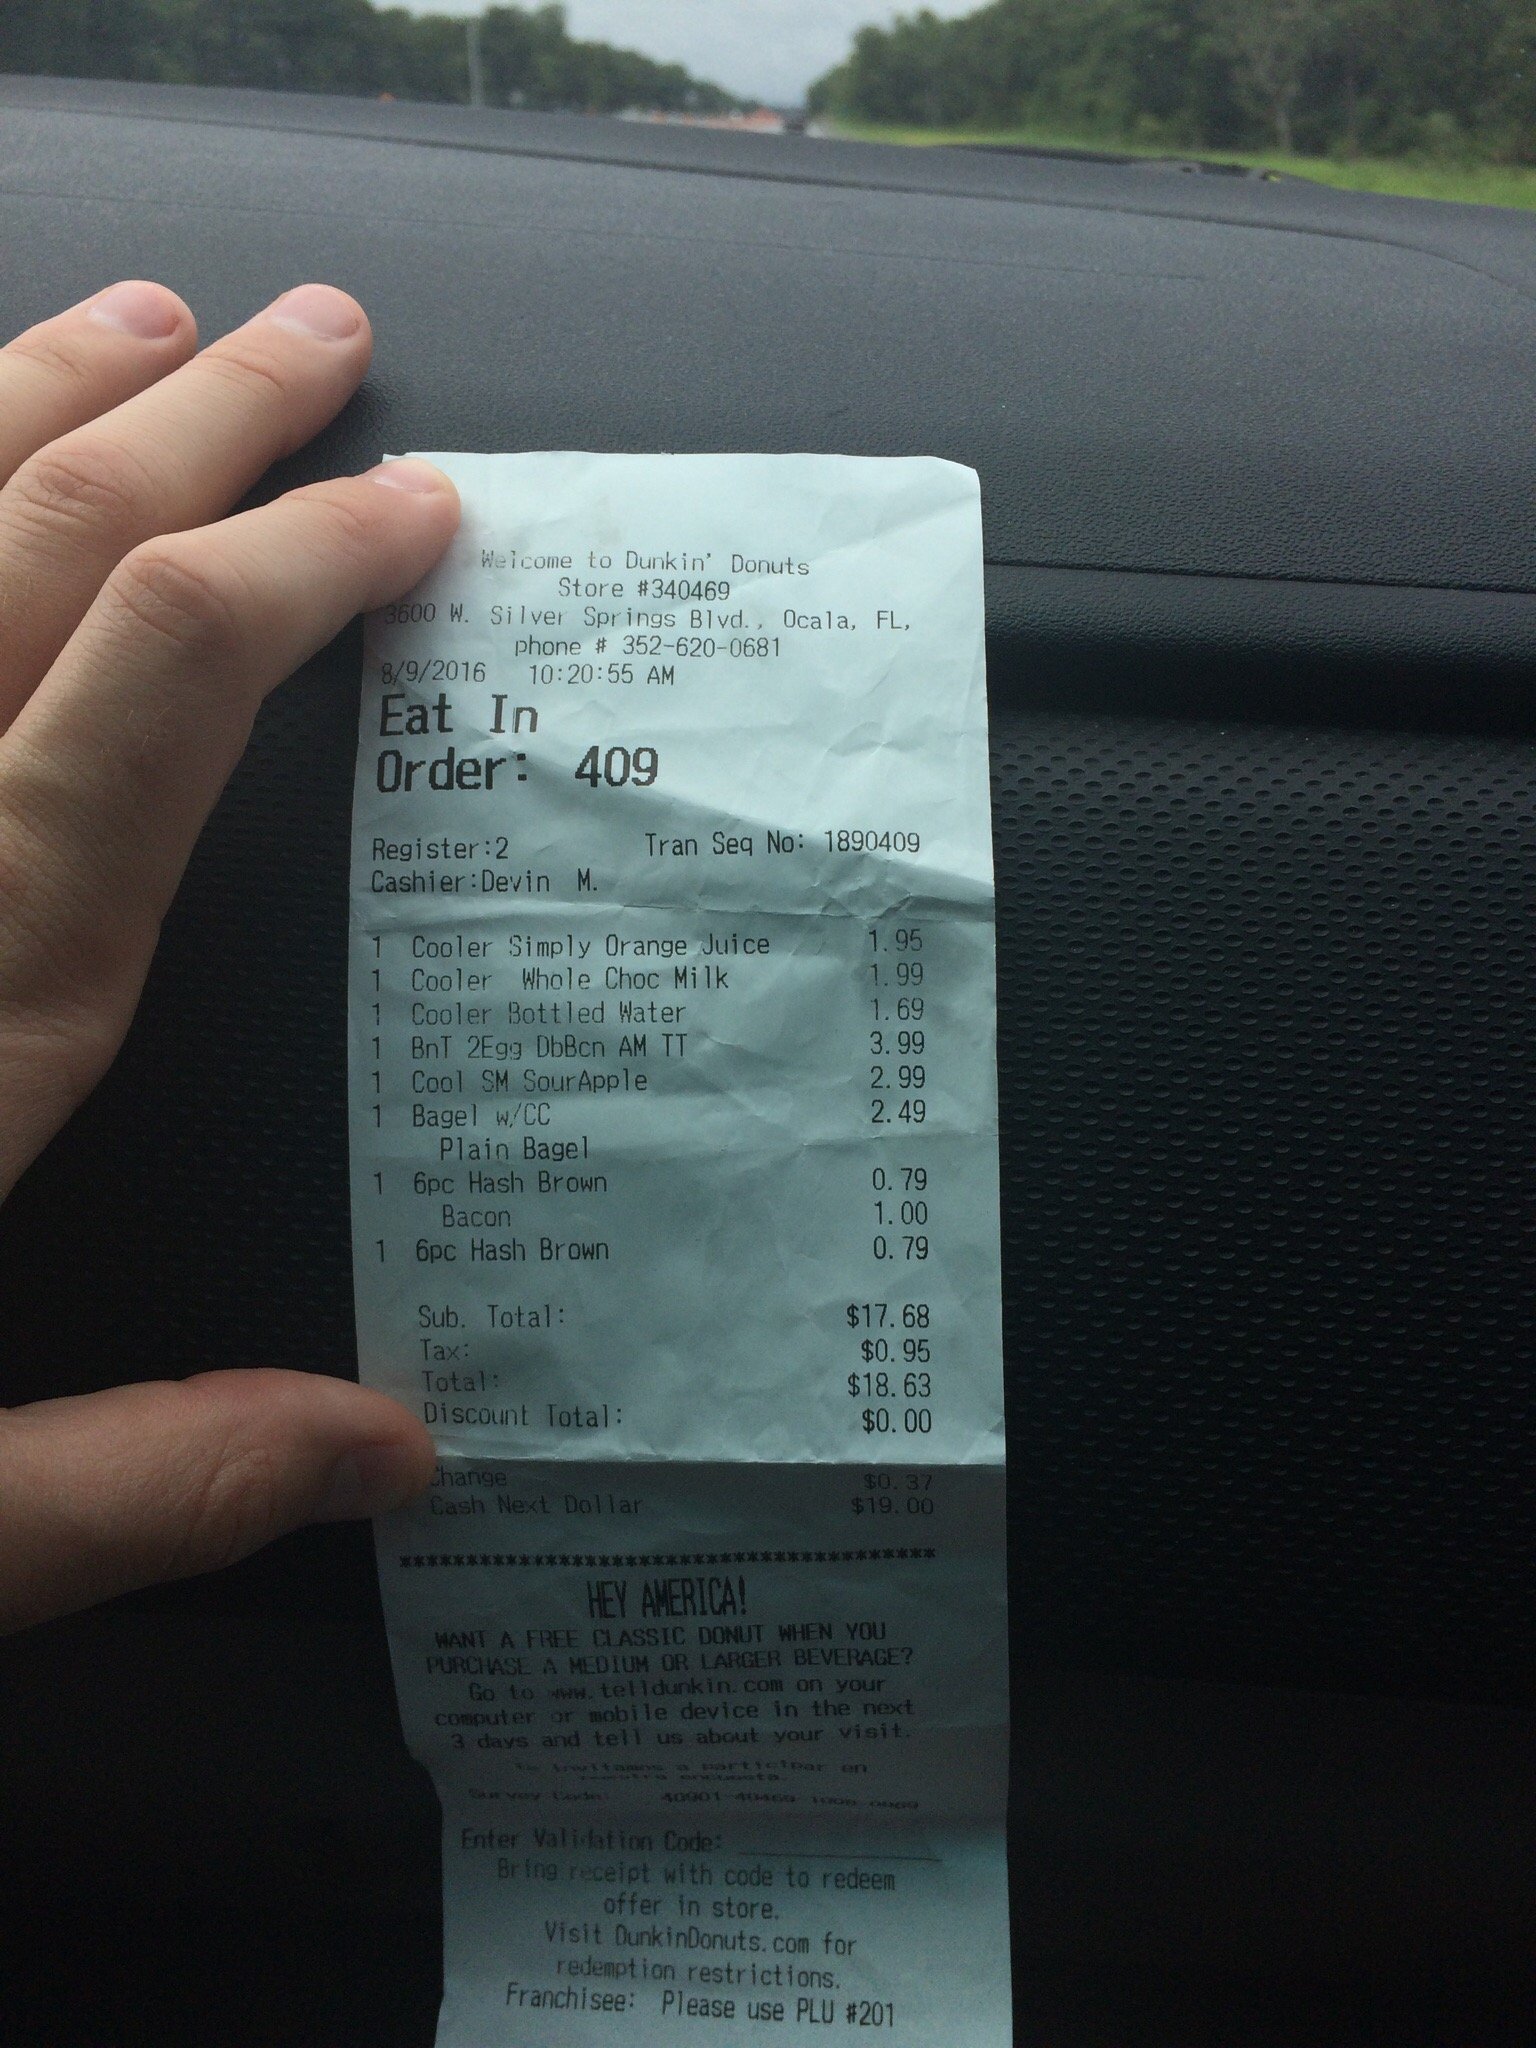 Welcome to Dunkin' Donuts
Store #340469
3600 W. Silver Springs Blvd., Ocala, FL,
phone # 352-620-0681
8/9/2016 10:20:55 AM
Eat In
Order: 409
Register:2 Tran Seq No: 1890409
Cashier:Devin M.
1 Cooler Simply Orange Juice 1.95
1 Cooler Whole Choc Milk 1.99
1 Cooler Bottled Water 1.69
1 BnT 2Egg DbBcn AM TT 3.99
1 Cool SM SourApple 2.99
1 Bagel w/CC 2.49
Plain Bagel
1 6pc Hash Brown 0.79
Bacon 1.00
1 6pc Hash Brown 0.79
Sub. Total: $17.68
Tax: $0.95
Total: $18.63
Discount Total: $0.00
Change $0.37
Cash Next Dollar $19.00
****************************************
HEY AMERICA!
WANT A FREE CLASSIC DONUT WHEN YOU
PURCHASE A MEDIUM OR LARGER BEVERAGE?
Go to www.telldunkin.com on your
computer or mobile device in the next
3 days and tell us about your visit.
Te invitamos a participar en
nuestra encuesta.
Survey Code:
Enter Validation Code:
Bring receipt with code to redeem
offer in store.
Visit DunkinDonuts.com for
redemption restrictions.
Franchisee: Please use PLU #201